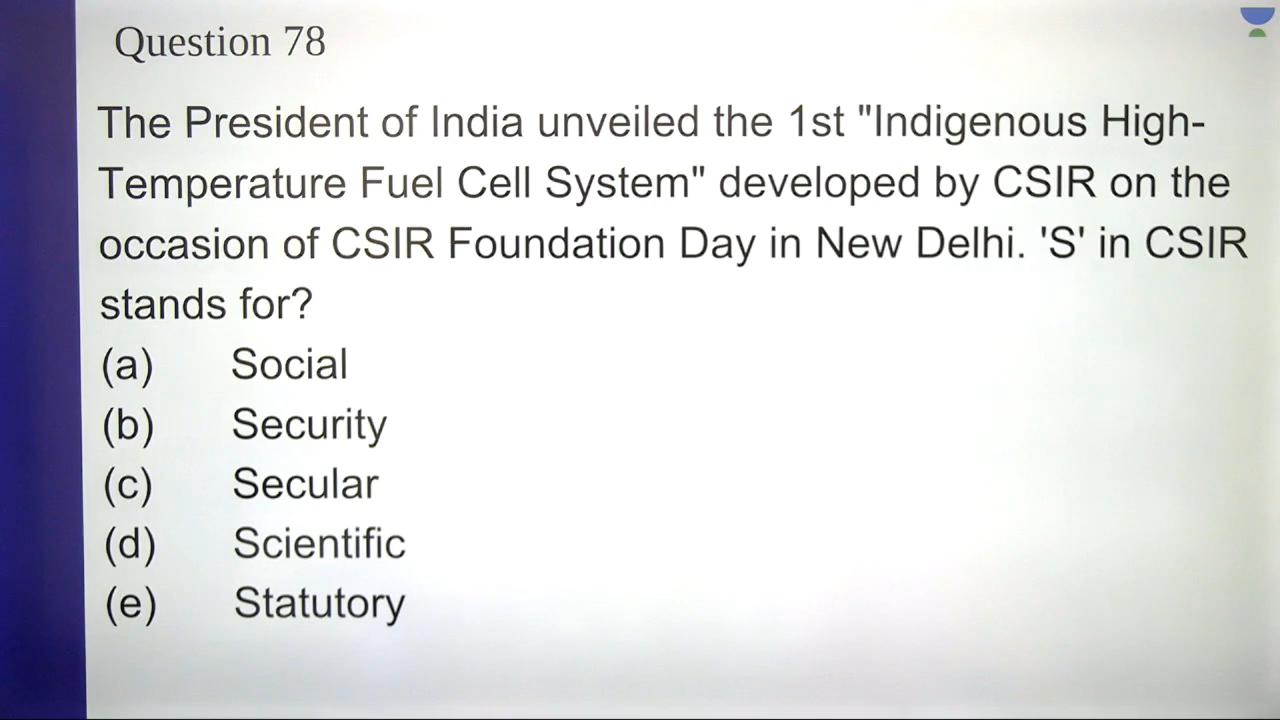 Question 78
The President of India unveiled the 1st "Indigenous High-
Temperature Fuel Cell System" developed by CSIR on the
occasion of CSIR Foundation Day in New Delhi. 'S' in CSIR
stands for?
(a) Social
(b) Security
(c) Secular
(d) Scientific
(e) Statutory